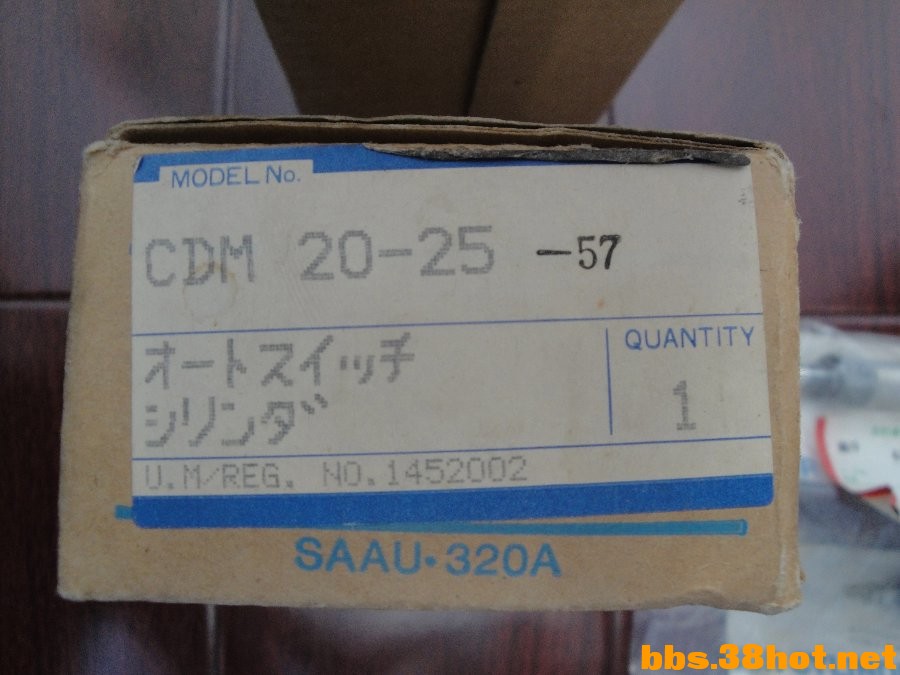 MODEL No.
CDM 20-25 -57
オートスイッチ
シリンダ
QUANTITY
1
U.M/REG. NO.1452002
SAAU·320A
bbs.38hot.net